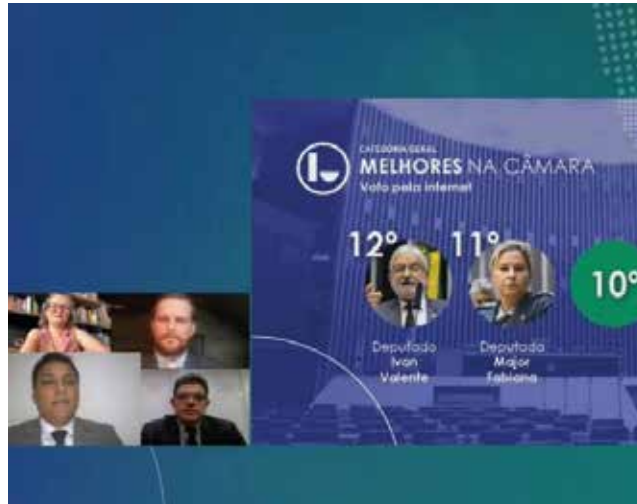 CATEGORIA GERAL
MELHORES NA CÂMARA
Voto pela internet
12º
11º
10º
Deputado
Ivan
Valente
Deputada
Major
Fabiana